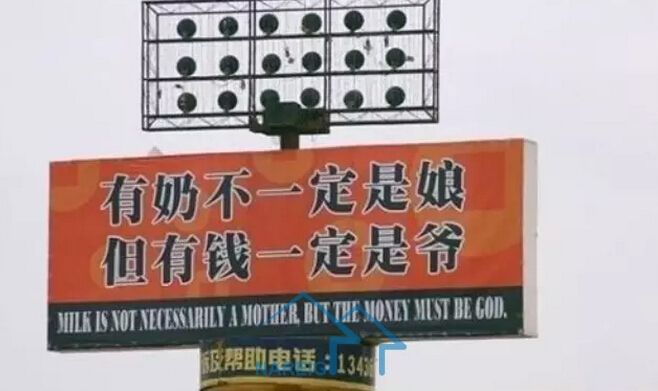 有奶不一定是娘
但有钱一定是爷
MILK IS NOT NECESSARILY A MOTHER, BUT THE MONEY MUST BE GOD.
帮助电话